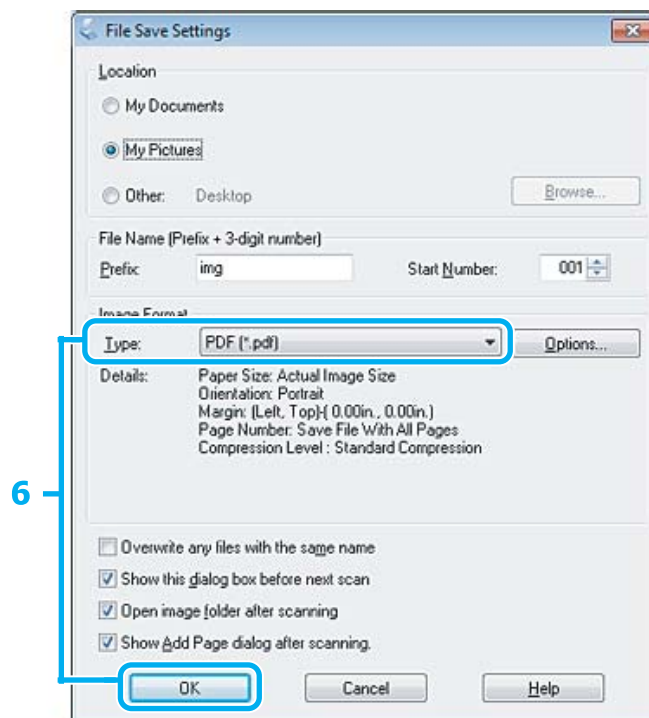 File Save Settings
Location
My Documents
My Pictures
Other: Desktop Browse...
File Name (Prefix + 3-digit number)
Prefix: img Start Number: 001
Image Format
Type: PDF (*.pdf) Options...
Details: Paper Size: Actual Image Size
Orientation: Portrait
Margin: (Left, Top)-( 0.00in., 0.00in.)
Page Number: Save File With All Pages
Compression Level : Standard Compression
6
Overwrite any files with the same name
Show this dialog box before next scan
Open image folder after scanning
Show Add Page dialog after scanning.
OK Cancel Help